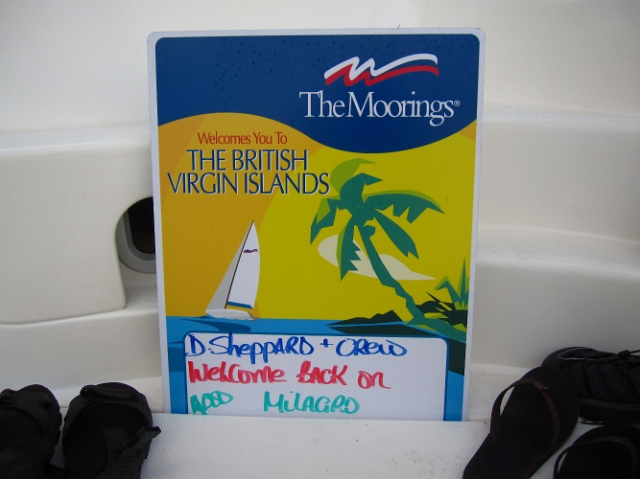 The Moorings®
Welcomes You To
THE BRITISH
VIRGIN ISLANDS
D. Sheppard + Crew
Welcome Back on
Milagro